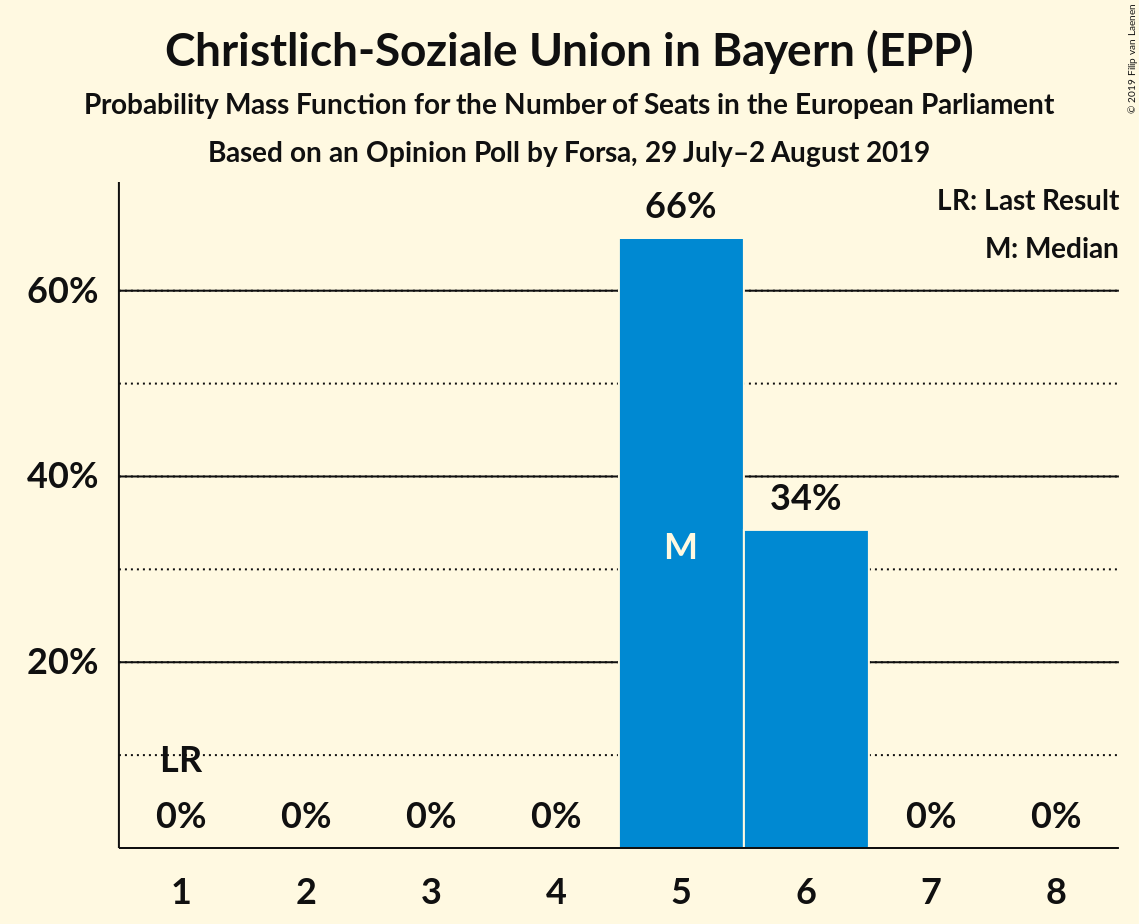 Christlich-Soziale Union in Bayern (EPP)
Probability Mass Function for the Number of Seats in the European Parliament
Based on an Opinion Poll by Forsa, 29 July–2 August 2019
© 2019 Filip van Laenen
LR: Last Result
M: Median
66%
60%
40%
34%
M
20%
LR
0% 0% 0% 0% 0% 0%
1 2 3 4 5 6 7 8